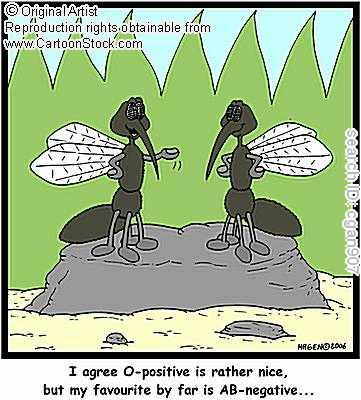 © Original Artist
Reproduction rights obtainable from
www.CartoonStock.com
search ID: cgan907
HAGEN©2006
I agree O-positive is rather nice,
but my favourite by far is AB-negative...